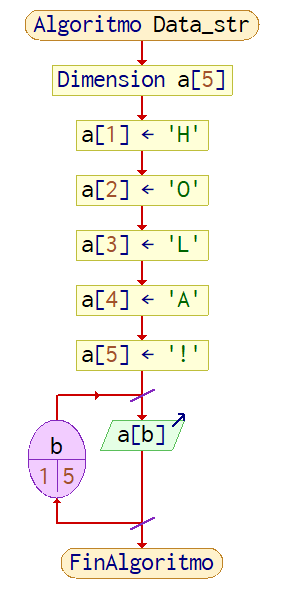 Algoritmo Data_str
Dimension a[5]
a[1] ← 'H'
a[2] ← 'O'
a[3] ← 'L'
a[4] ← 'A'
a[5] ← '!'
b
1 5
a[b]
FinAlgoritmo